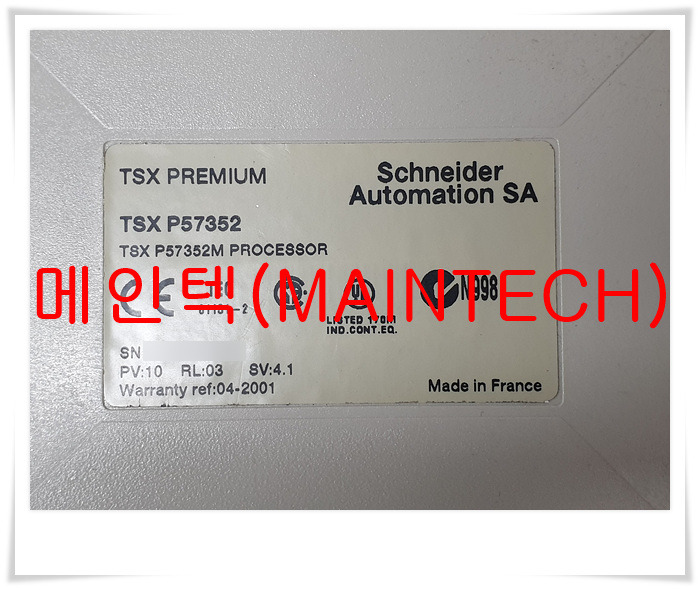 TSX PREMIUM
Schneider
Automation SA
TSX P57352
TSX P57352M PROCESSOR
메인텍(MAINTECH)
N998
LISTED
IND.CONT.EQ.
SN
PV:10 RL:03 SV:4.1
Warranty ref:04-2001
Made in France